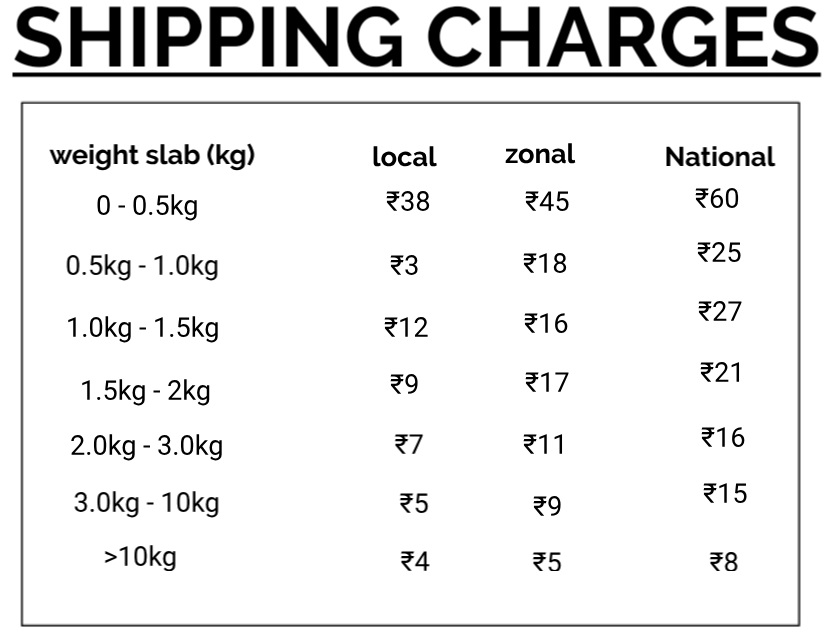 SHIPPING CHARGES
weight slab (kg) local zonal National
0 - 0.5kg ₹38 ₹45 ₹60
0.5kg - 1.0kg ₹3 ₹18 ₹25
1.0kg - 1.5kg ₹12 ₹16 ₹27
1.5kg - 2kg ₹9 ₹17 ₹21
2.0kg - 3.0kg ₹7 ₹11 ₹16
3.0kg - 10kg ₹5 ₹9 ₹15
>10kg ₹4 ₹5 ₹8